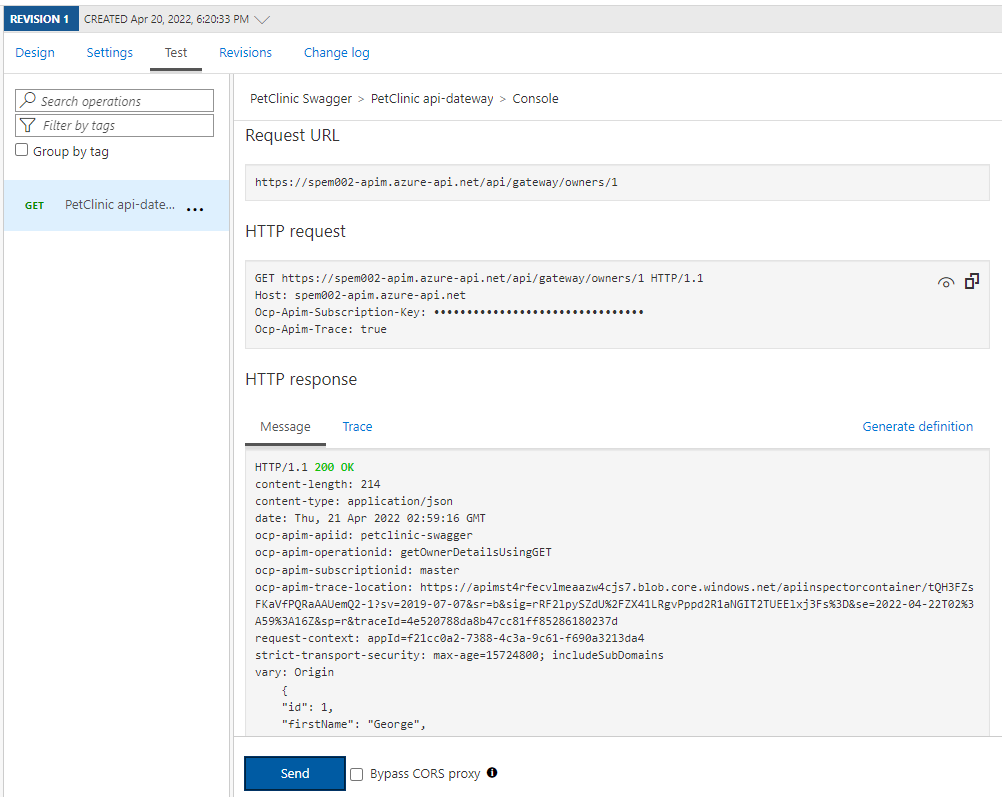 REVISION 1 CREATED Apr 20, 2022, 6:20:33 PM
Design Settings Test Revisions Change log
Search operations
Filter by tags
Group by tag
GET PetClinic api-date... ...
PetClinic Swagger > PetClinic api-dateway > Console
Request URL
https://spem002-apim.azure-api.net/api/gateway/owners/1
HTTP request
GET https://spem002-apim.azure-api.net/api/gateway/owners/1 HTTP/1.1
Host: spem002-apim.azure-api.net
Ocp-Apim-Subscription-Key: ••••••••••••••••••••••••••••••••
Ocp-Apim-Trace: true
HTTP response
Message Trace Generate definition
HTTP/1.1 200 OK
content-length: 214
content-type: application/json
date: Thu, 21 Apr 2022 02:59:16 GMT
ocp-apim-apiid: petclinic-swagger
ocp-apim-operationid: getOwnerDetailsUsingGET
ocp-apim-subscriptionid: master
ocp-apim-trace-location: https://apimst4rfecvlmeaazw4cjs7.blob.core.windows.net/apiinspectorcontainer/tQH3FZs
FKaVfPQRaAAUemQ2-1?sv=2019-07-07&sr=b&sig=rRF2lpySZdU%2FZX41LRgvPppd2R1aNGIT2TUEElxj3Fs%3D&se=2022-04-22T02%3
A59%3A16Z&sp=r&traceId=4e520788da8b47cc81ff85286180237d
request-context: appId=f21cc0a2-7388-4c3a-9c61-f690a3213da4
strict-transport-security: max-age=15724800; includeSubDomains
vary: Origin
{
"id": 1,
"firstName": "George",
Send Bypass CORS proxy